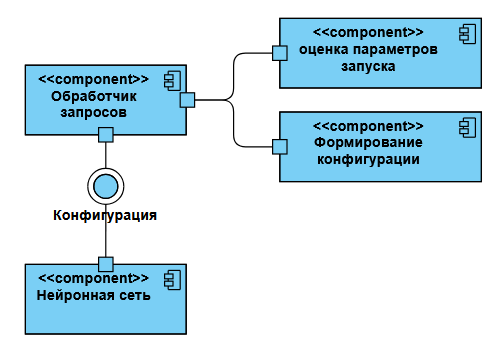 <<component>>
оценка параметров
запуска
<<component>>
Обработчик
запросов
<<component>>
Формирование
конфигурации
Конфигурация
<<component>>
Нейронная сеть